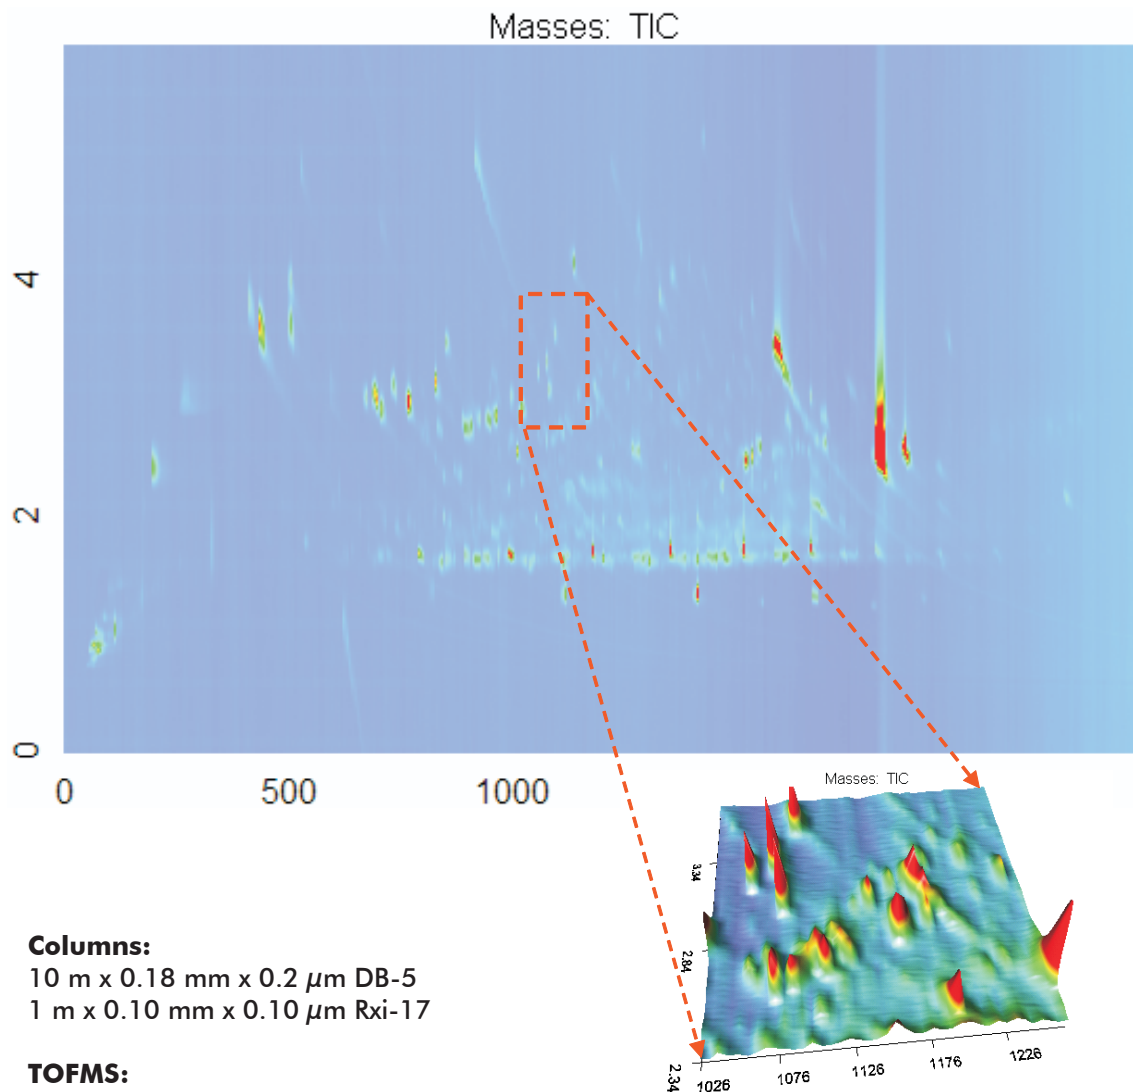 Masses: TIC
4
2
0
0 500 1000
Masses: TIC
3.34
2.84
2.34
1026 1076 1126 1176 1226
Columns:
10 m x 0.18 mm x 0.2 µm DB-5
1 m x 0.10 mm x 0.10 µm Rxi-17
TOFMS: